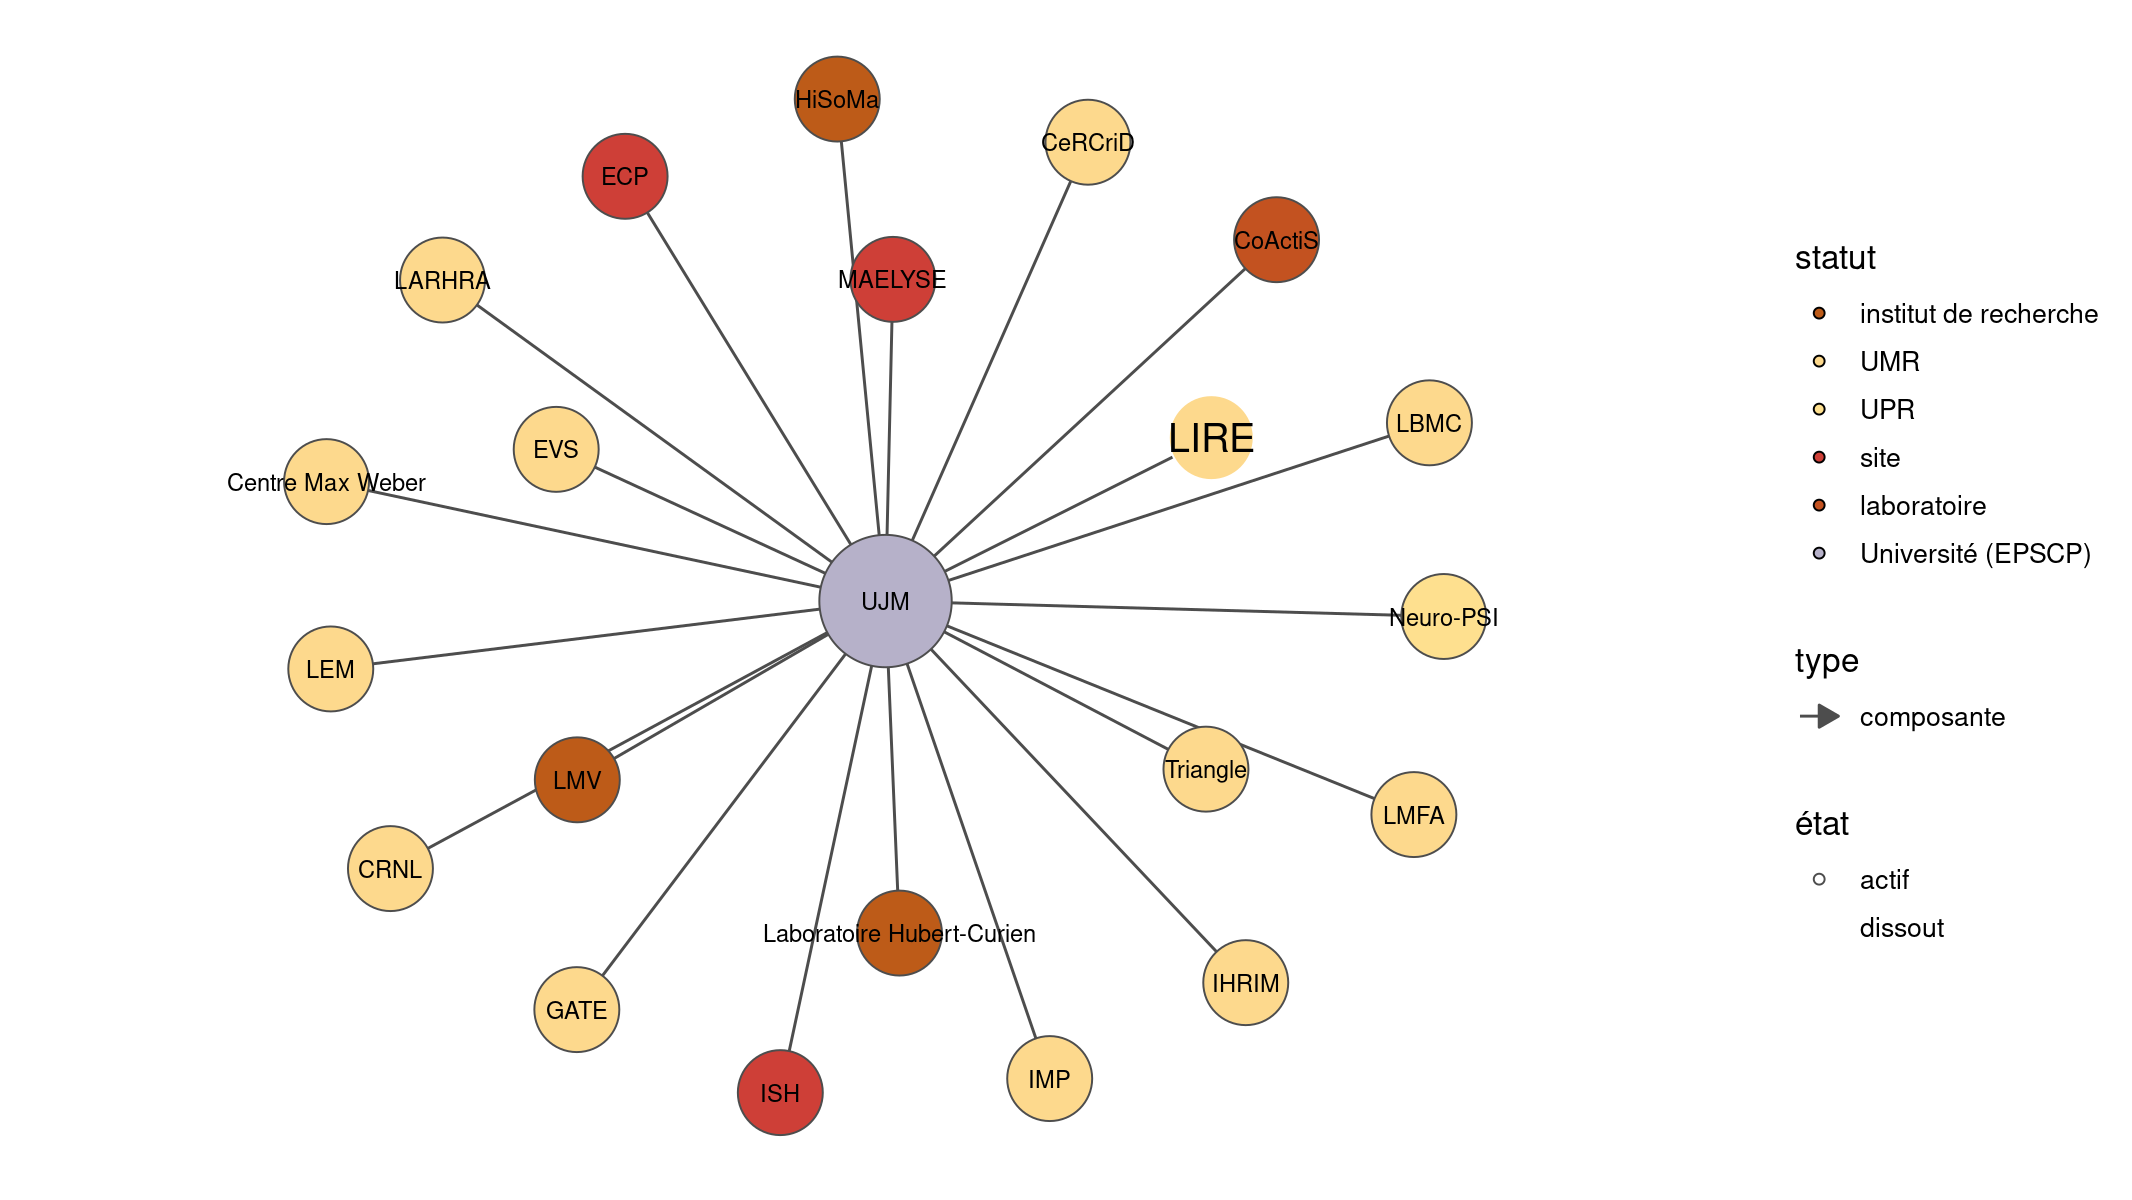 HiSoMa
CeRCriD
ECP
CoActiS
LARHRA
MAELYSE
LBMC
LIRE
EVS
Centre Max Weber
UJM
Neuro-PSI
LEM
Triangle
LMV
LMFA
CRNL
Laboratoire Hubert-Curien
IHRIM
GATE
IMP
ISH
statut
institut de recherche
UMR
UPR
site
laboratoire
Université (EPSCP)
type
composante
état
actif
dissout